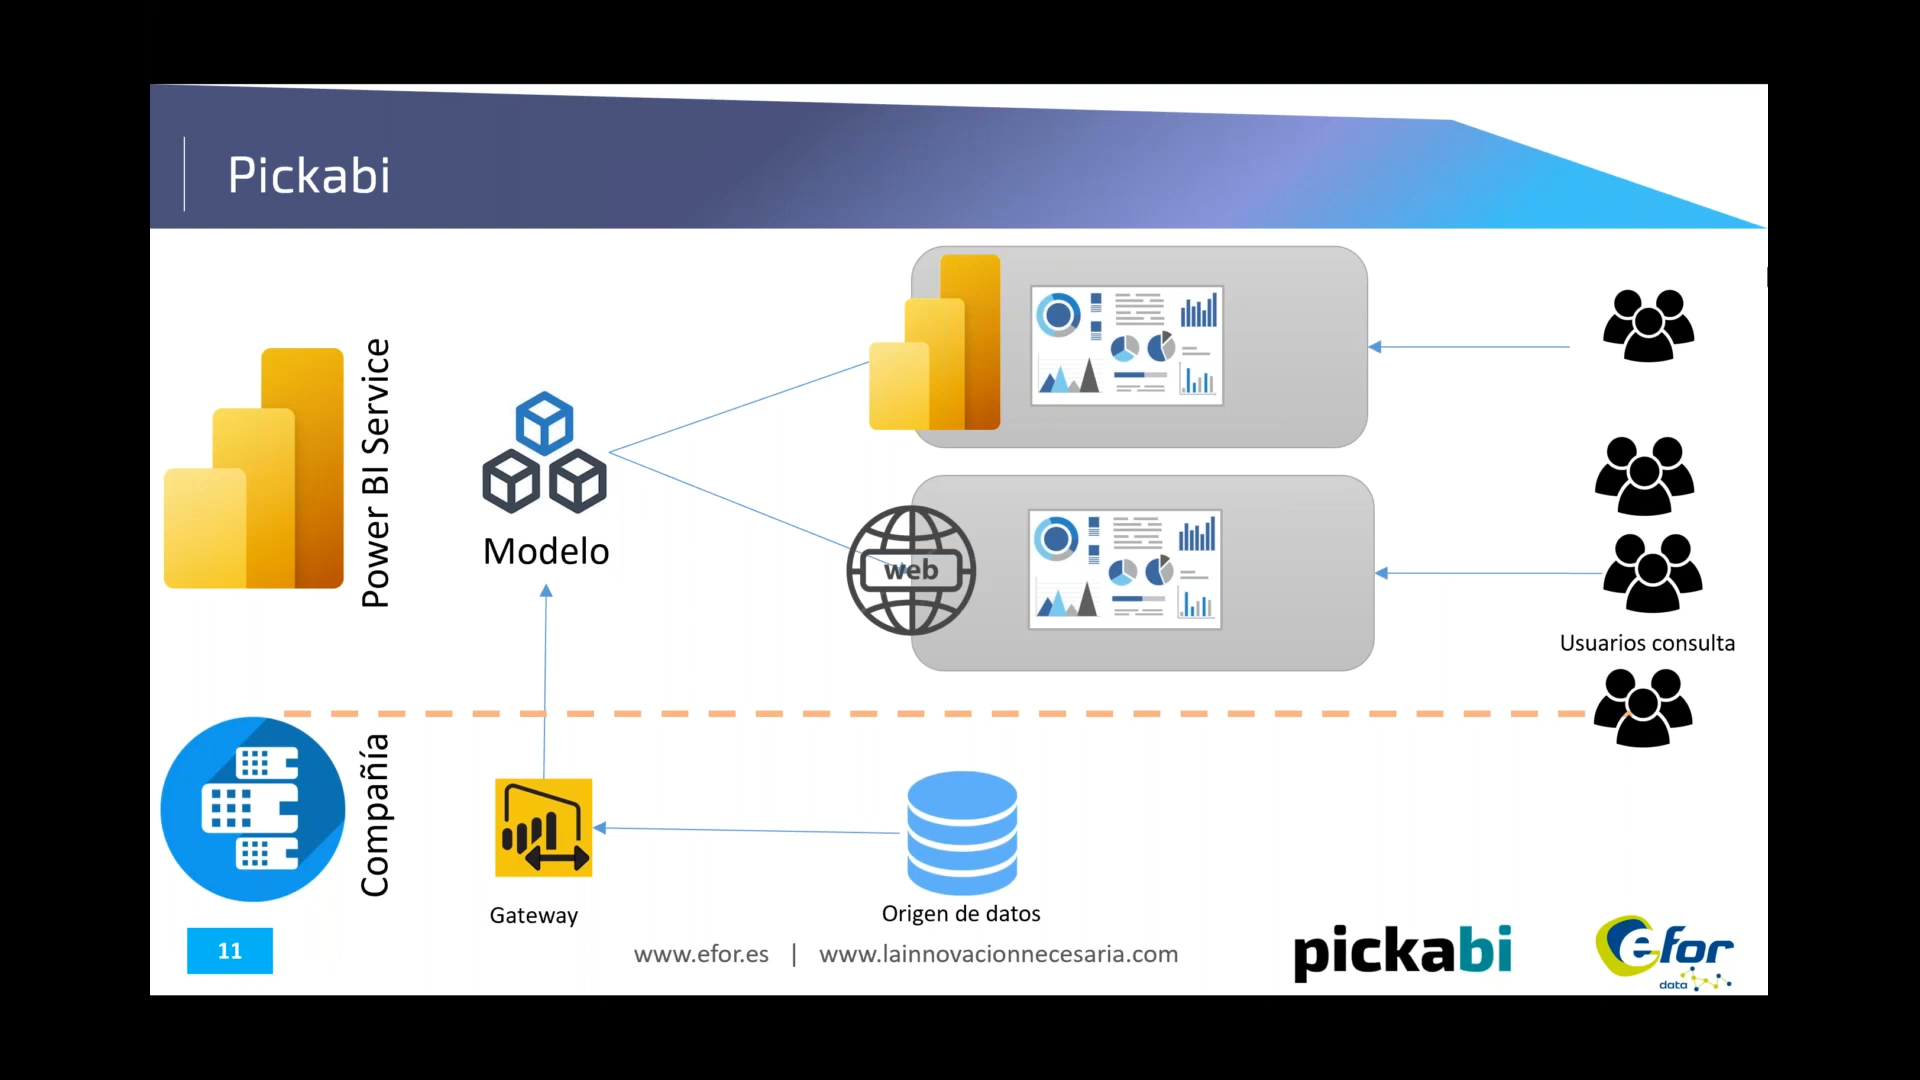 Pickabi
Power BI Service
Modelo
web
Usuarios consulta
Compañía
Gateway
Origen de datos
11
www.efor.es | www.lainnovacionnecesaria.com
pickabi
efor
data